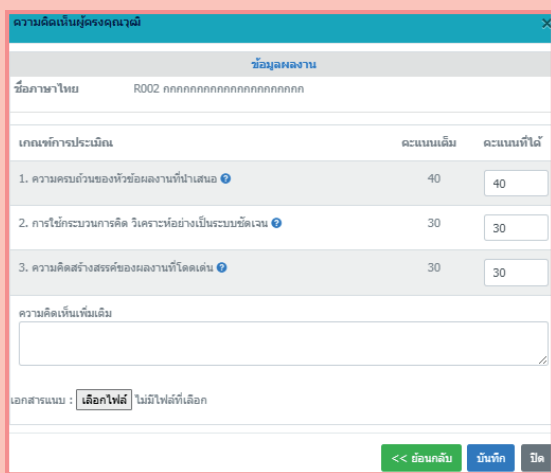 ความคิดเห็นผู้ทรงคุณวุฒิ ×
ข้อมูลผลงาน
ชื่อภาษาไทย R002 กกกกกกกกกกกกกกกกกกกกก
เกณฑ์การประเมิน คะแนนเต็ม คะแนนที่ได้
1. ความครบถ้วนของหัวข้อผลงานที่นำเสนอ 40 40
2. การใช้กระบวนการคิด วิเคราะห์อย่างเป็นระบบชัดเจน 30 30
3. ความคิดสร้างสรรค์ของผลงานที่โดดเด่น 30 30
ความคิดเห็นเพิ่มเติม
เอกสารแนบ : เลือกไฟล์ ไม่มีไฟล์ที่เลือก
<< ย้อนกลับ บันทึก ปิด